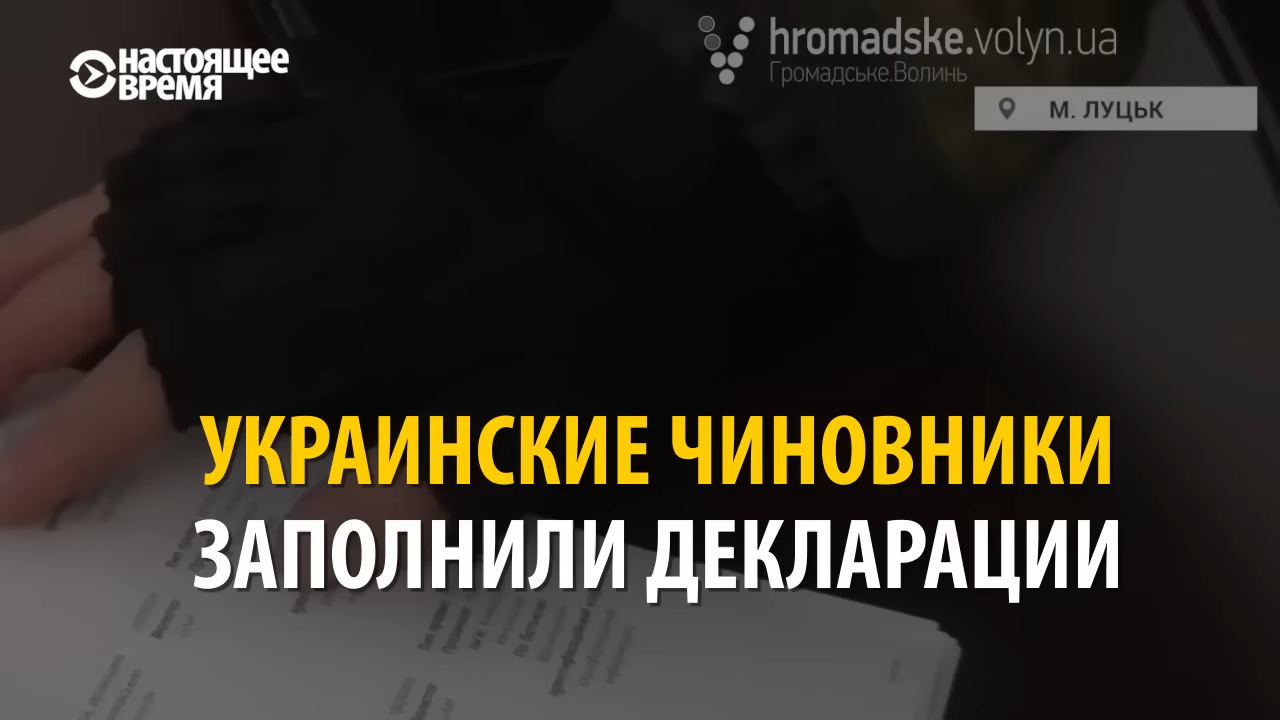 НАСТОЯЩЕЕ
ВРЕМЯ
hromadske.volyn.ua
Громадське.Волинь
М. ЛУЦЬК
УКРАИНСКИЕ ЧИНОВНИКИ
ЗАПОЛНИЛИ ДЕКЛАРАЦИИ